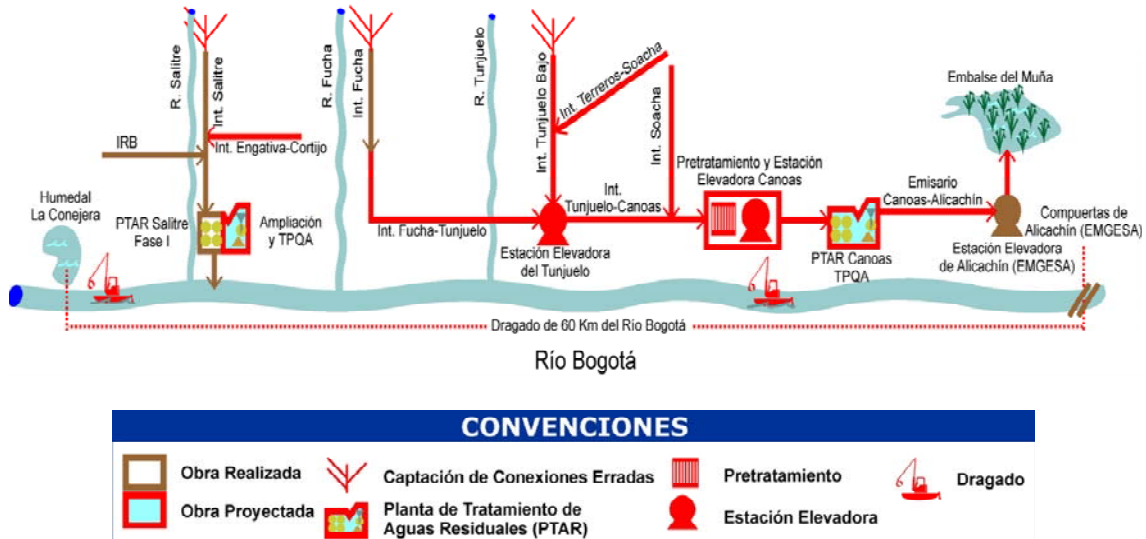 R. Salitre
Int. Salitre
R. Fucha
Int. Fucha
R. Tunjuelo
Int. Tunjuelo Bajo
Int. Terreros-Soacha
Int. Soacha
Embalse del Muña
IRB
Int. Engativa-Cortijo
Pretratamiento y Estación
Elevadora Canoas
Humedal
La Conejera
PTAR Salitre
Fase I
Ampliación
y TPQA
Int. Fucha-Tunjuelo
Int.
Tunjuelo-Canoas
Emisario
Canoas-Alicachín
Compuertas de
Alicachín (EMGESA)
Estación Elevadora
del Tunjuelo
PTAR Canoas
TPQA
Estación Elevadora
de Alicachín (EMGESA)
Dragado de 60 Km del Río Bogotá
Río Bogotá
CONVENCIONES
Obra Realizada
Captación de Conexiones Erradas
Pretratamiento
Dragado
Obra Proyectada
Planta de Tratamiento de
Aguas Residuales (PTAR)
Estación Elevadora